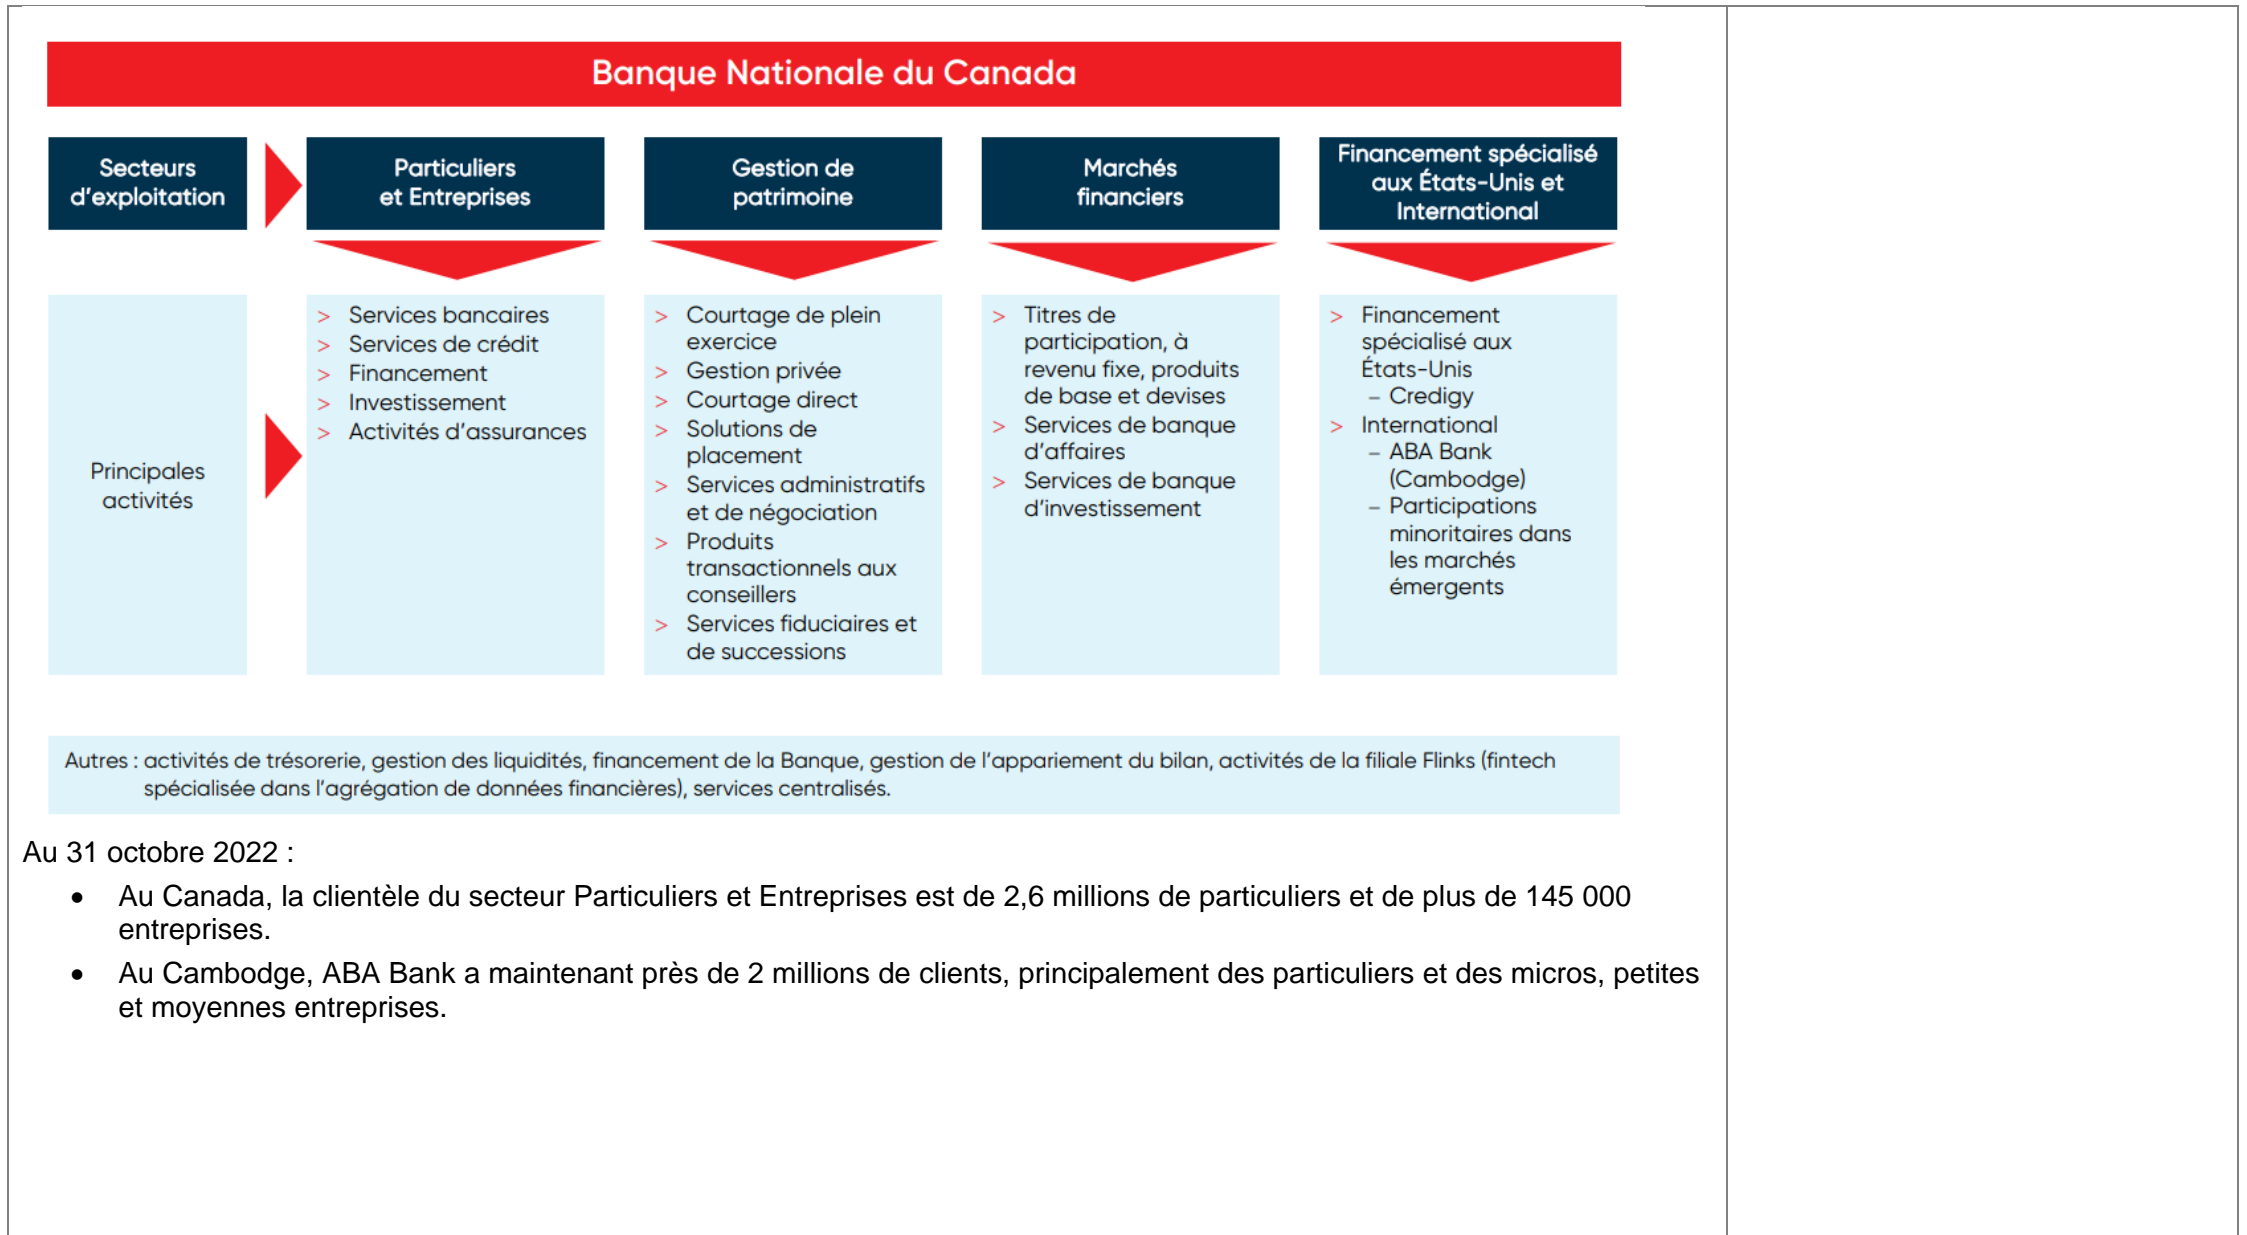 Banque Nationale du Canada
Secteurs
d'exploitation
Particuliers
et Entreprises
Gestion de
patrimoine
Marchés
financiers
Financement spécialisé
aux États-Unis et
International
Principales
activités
> Services bancaires
> Services de crédit
> Financement
> Investissement
> Activités d'assurances
> Courtage de plein
exercice
> Gestion privée
> Courtage direct
> Solutions de
placement
> Services administratifs
et de négociation
> Produits
transactionnels aux
conseillers
> Services fiduciaires et
de successions
> Titres de
participation, à
revenu fixe, produits
de base et devises
> Services de banque
d'affaires
> Services de banque
d'investissement
> Financement
spécialisé aux
États-Unis
– Credigy
> International
– ABA Bank
(Cambodge)
– Participations
minoritaires dans
les marchés
émergents
Autres : activités de trésorerie, gestion des liquidités, financement de la Banque, gestion de l'appariement du bilan, activités de la filiale Flinks (fintech
spécialisée dans l'agrégation de données financières), services centralisés.
Au 31 octobre 2022 :
• Au Canada, la clientèle du secteur Particuliers et Entreprises est de 2,6 millions de particuliers et de plus de 145 000
entreprises.
• Au Cambodge, ABA Bank a maintenant près de 2 millions de clients, principalement des particuliers et des micros, petites
et moyennes entreprises.